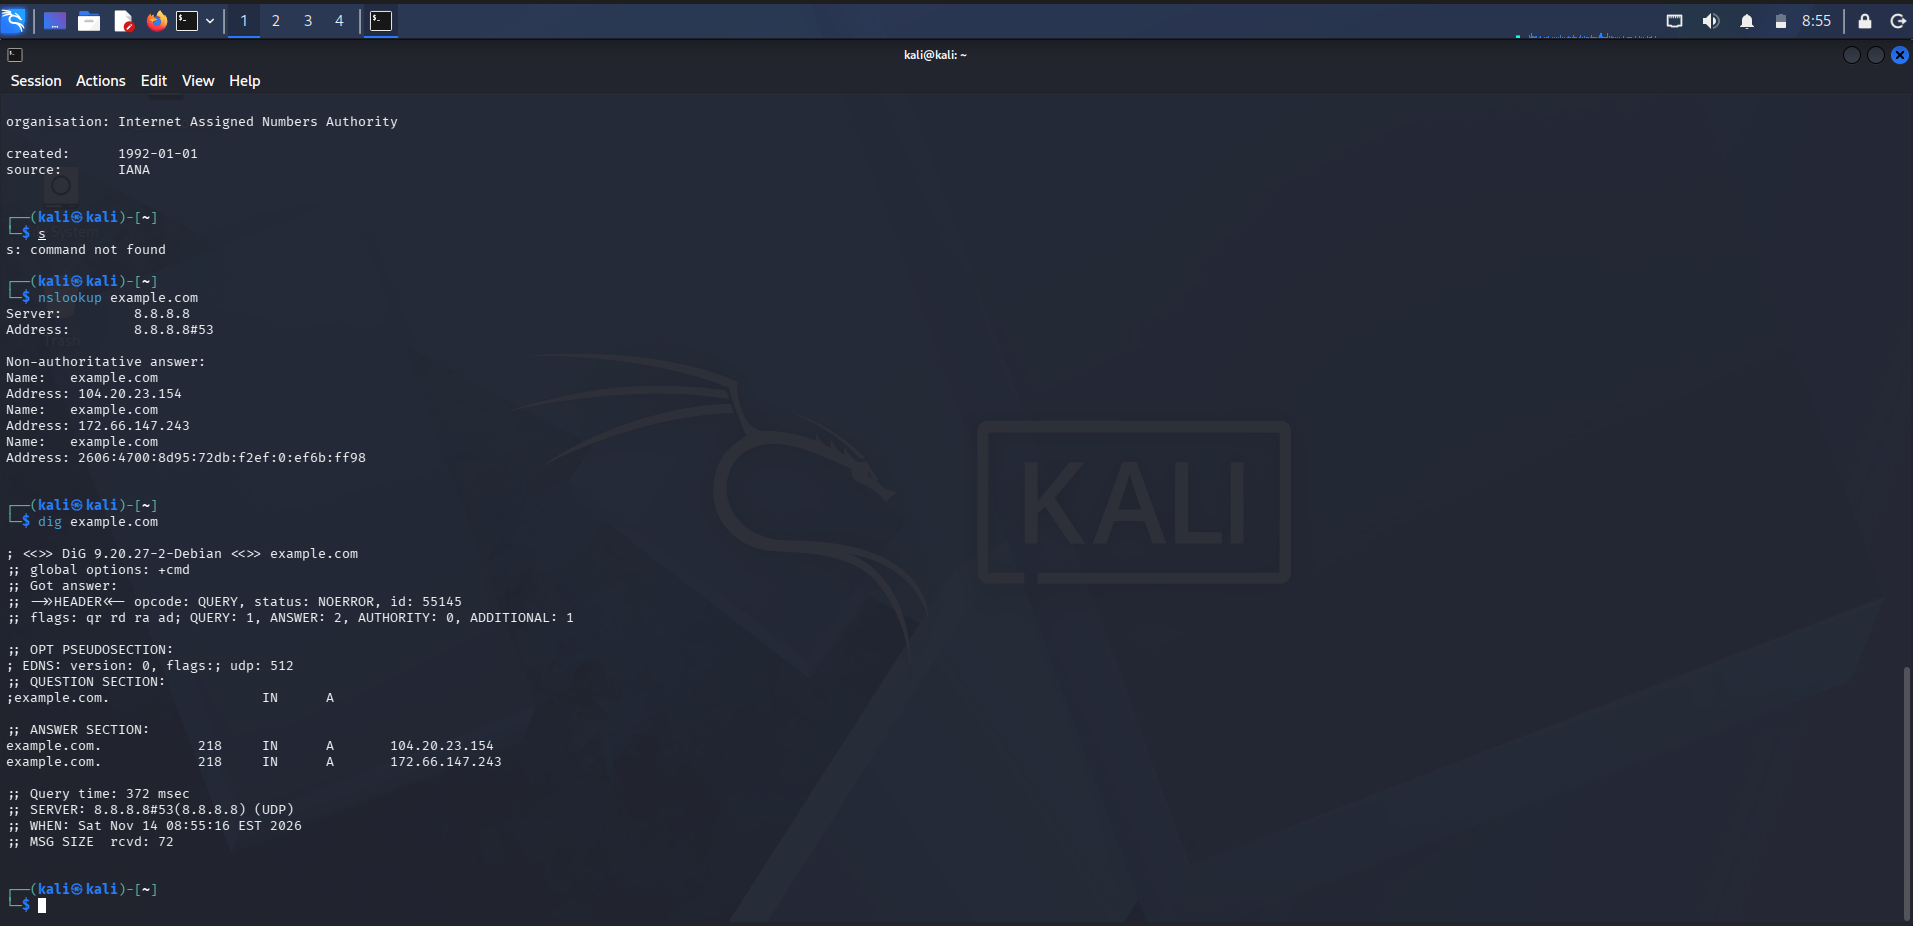 1 2 3 4 8:55
kali@kali: ~
Session Actions Edit View Help
organisation: Internet Assigned Numbers Authority
created: 1992-01-01
source: IANA
System
┌──(kali㉿kali)-[~]
└─$ s
s: command not found
┌──(kali㉿kali)-[~]
└─$ nslookup example.com
Server: 8.8.8.8
Address: 8.8.8.8#53
Trash
Non-authoritative answer:
Name: example.com
Address: 104.20.23.154
Name: example.com
Address: 172.66.147.243
Name: example.com
Address: 2606:4700:8d95:72db:f2ef:0:ef6b:ff98
KALI
┌──(kali㉿kali)-[~]
└─$ dig example.com
; <<>> DiG 9.20.27-2-Debian <<>> example.com
;; global options: +cmd
;; Got answer:
;; ->>HEADER<<- opcode: QUERY, status: NOERROR, id: 55145
;; flags: qr rd ra ad; QUERY: 1, ANSWER: 2, AUTHORITY: 0, ADDITIONAL: 1
;; OPT PSEUDOSECTION:
; EDNS: version: 0, flags:; udp: 512
;; QUESTION SECTION:
;example.com. IN A
;; ANSWER SECTION:
example.com. 218 IN A 104.20.23.154
example.com. 218 IN A 172.66.147.243
;; Query time: 372 msec
;; SERVER: 8.8.8.8#53(8.8.8.8) (UDP)
;; WHEN: Sat Nov 14 08:55:16 EST 2026
;; MSG SIZE rcvd: 72
┌──(kali㉿kali)-[~]
└─$